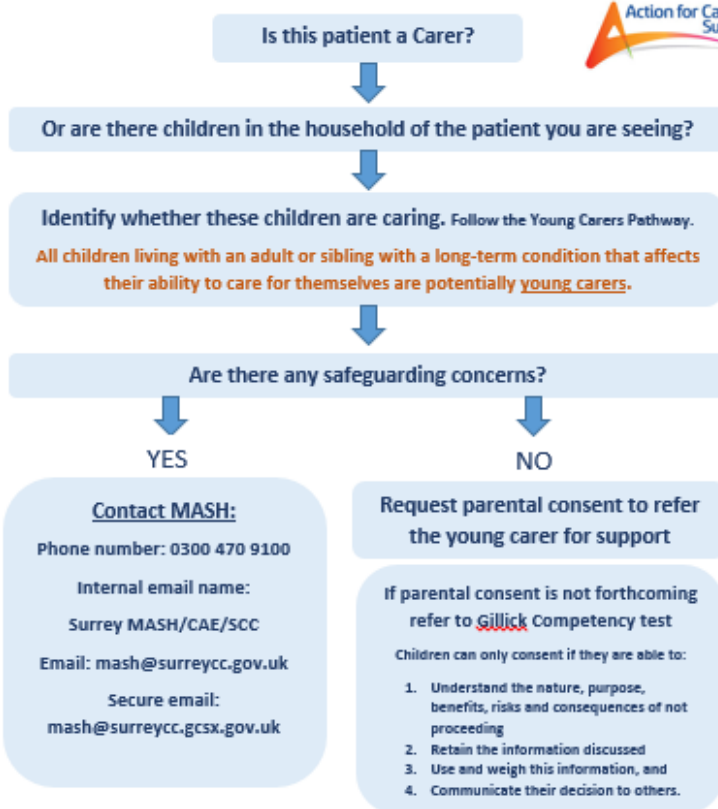 Action for Ca
Su
Is this patient a Carer?
Or are there children in the household of the patient you are seeing?
Identify whether these children are caring. Follow the Young Carers Pathway.
All children living with an adult or sibling with a long-term condition that affects
their ability to care for themselves are potentially young carers.
Are there any safeguarding concerns?
YES
Contact MASH:
Phone number: 0300 470 9100
Internal email name:
Surrey MASH/CAE/SCC
Email: mash@surreycc.gov.uk
Secure email:
mash@surreycc.gcsx.gov.uk
NO
Request parental consent to refer
the young carer for support
If parental consent is not forthcoming
refer to Gillick Competency test
Children can only consent if they are able to:
1. Understand the nature, purpose,
benefits, risks and consequences of not
proceeding
2. Retain the information discussed
3. Use and weigh this information, and
4. Communicate their decision to others.